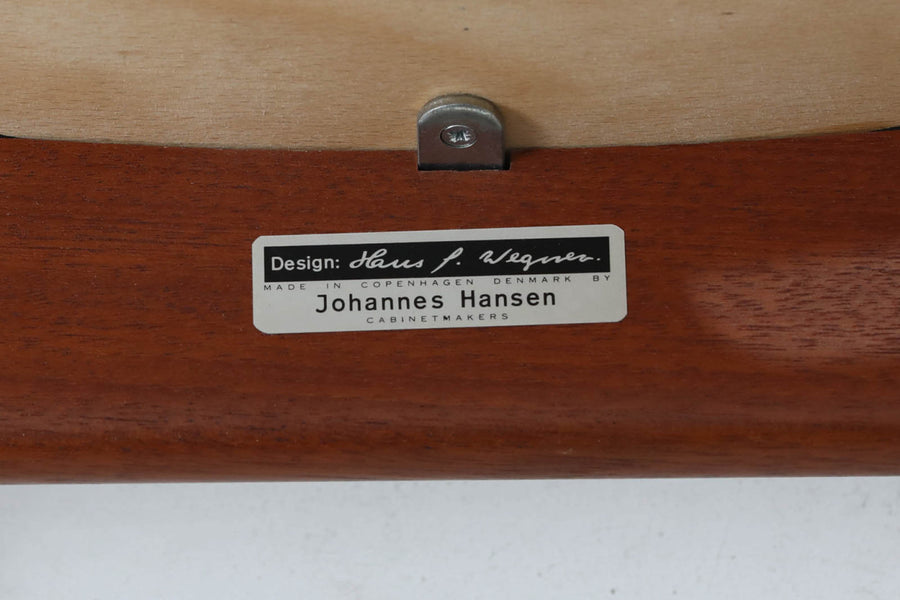 Design: Hans J. Wegner.
MADE IN COPENHAGEN DENMARK BY
Johannes Hansen
CABINETMAKERS